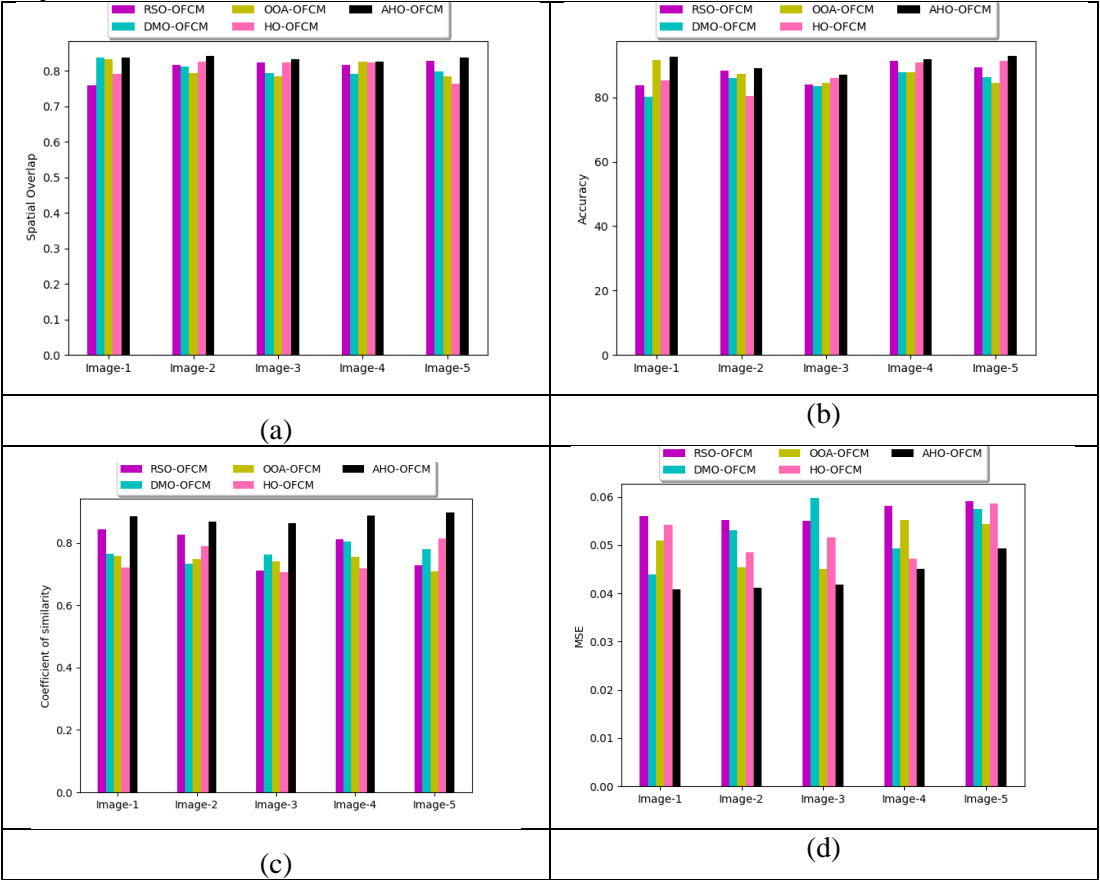 RSO-OFCM OOA-OFCM AHO-OFCM
DMO-OFCM HO-OFCM
Spatial Overlap
0.8
0.7
0.6
0.5
0.4
0.3
0.2
0.1
0.0
Image-1 Image-2 Image-3 Image-4 Image-5
(a)
RSO-OFCM OOA-OFCM AHO-OFCM
DMO-OFCM HO-OFCM
Accuracy
80
60
40
20
0
Image-1 Image-2 Image-3 Image-4 Image-5
(b)
RSO-OFCM OOA-OFCM AHO-OFCM
DMO-OFCM HO-OFCM
Coefficient of similarity
0.8
0.6
0.4
0.2
0.0
Image-1 Image-2 Image-3 Image-4 Image-5
(c)
RSO-OFCM OOA-OFCM AHO-OFCM
DMO-OFCM HO-OFCM
MSE
0.06
0.05
0.04
0.03
0.02
0.01
0.00
Image-1 Image-2 Image-3 Image-4 Image-5
(d)